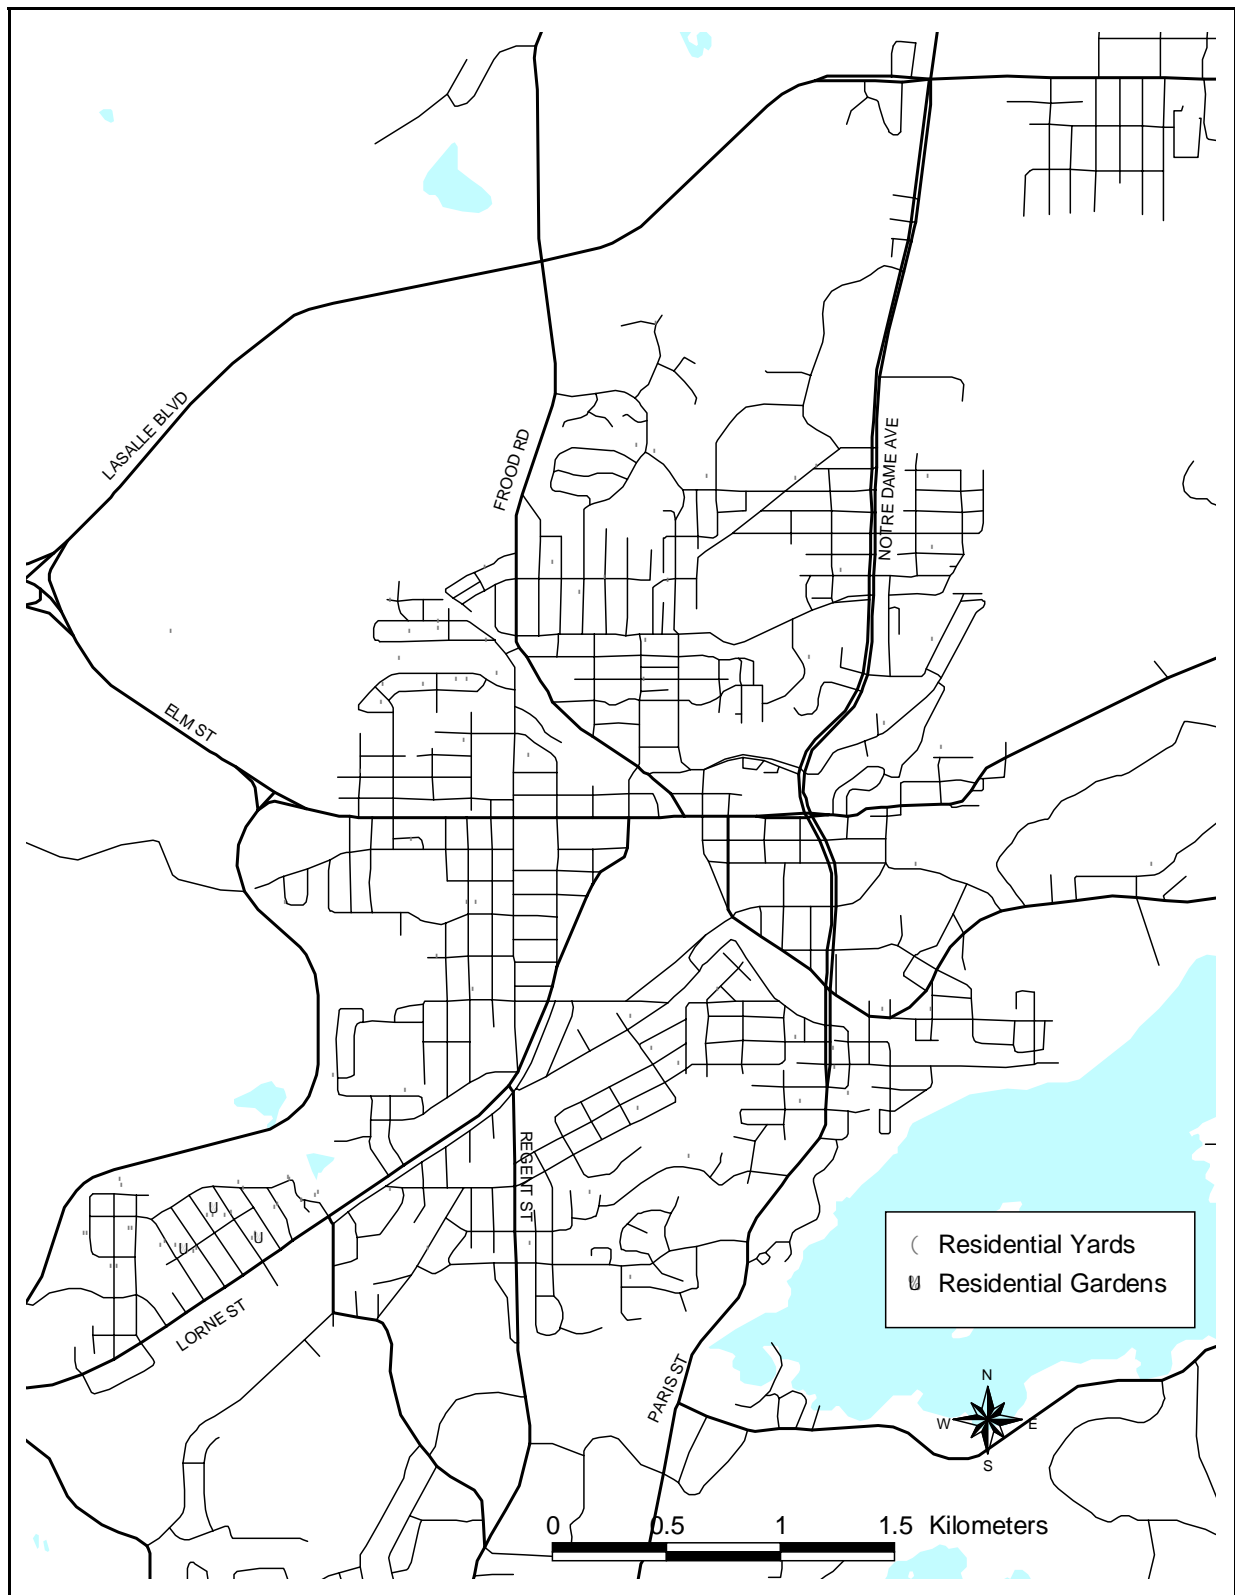 LASALLE BLVD
FROOD RD
NOTRE DAME AVE
ELM ST
REGENT ST
U
U
U
LORNE ST
PARIS ST
Residential Yards
Residential Gardens
N
W
E
S
0 0.5 1 1.5 Kilometers